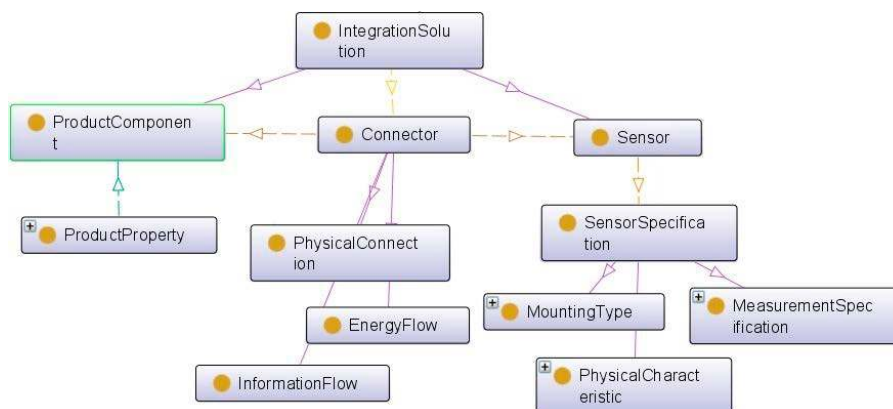 IntegrationSolu
tion
ProductComponen
t
Connector
Sensor
ProductProperty
PhysicalConnect
ion
SensorSpecifica
tion
EnergyFlow
MountingType
MeasurementSpec
ification
InformationFlow
PhysicalCharact
eristic